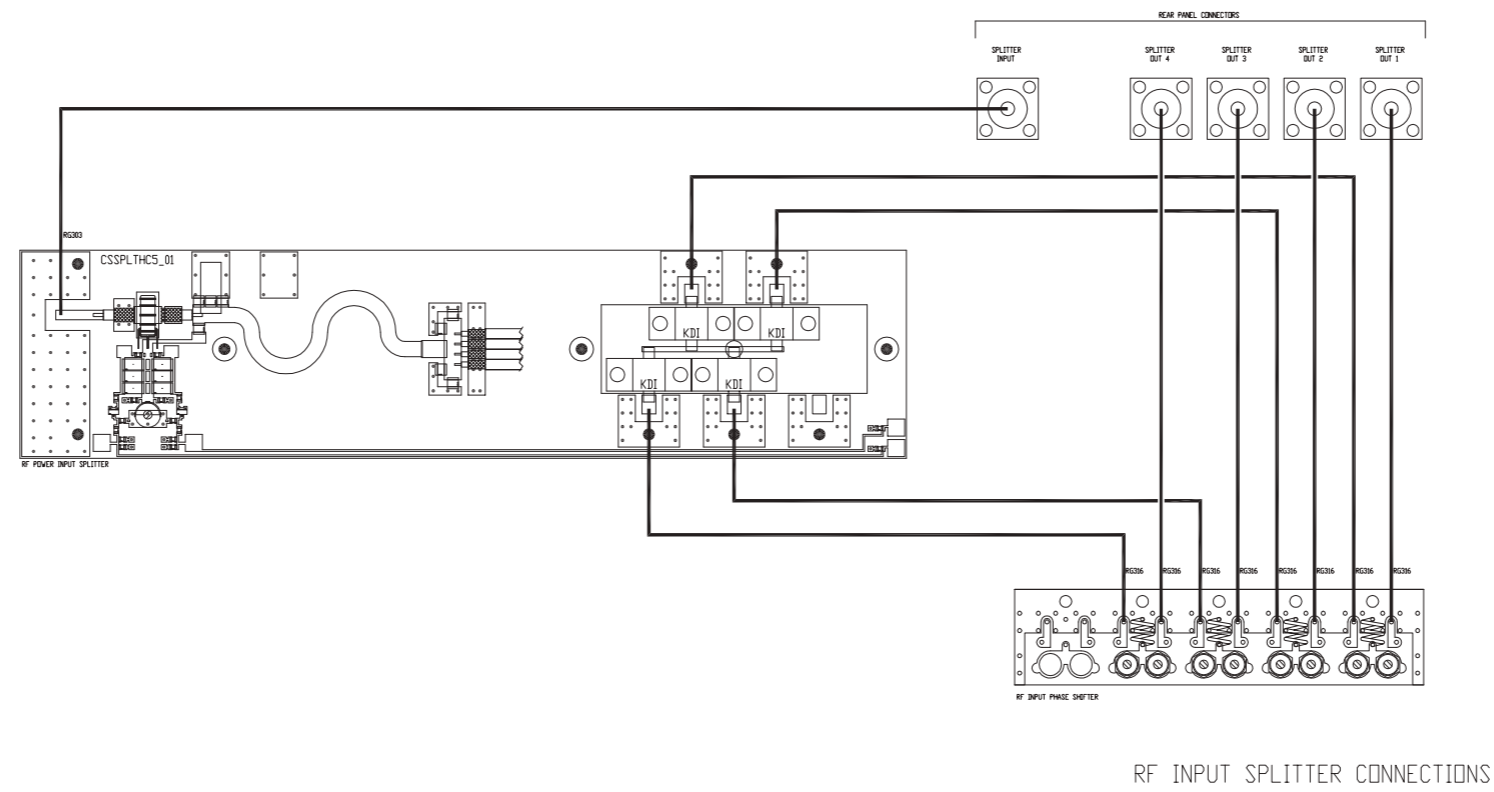 REAR PANEL CONNECTORS
SPLITTER
INPUT
SPLITTER
OUT 4
SPLITTER
OUT 3
SPLITTER
OUT 2
SPLITTER
OUT 1
RG303
CSSPLTHC5_01
KDI
KDI
KDI
KDI
RF POWER INPUT SPLITTER
RG316
RG316
RG316
RG316
RG316
RG316
RG316
RG316
RF INPUT PHASE SHIFTER
RF INPUT SPLITTER CONNECTIONS